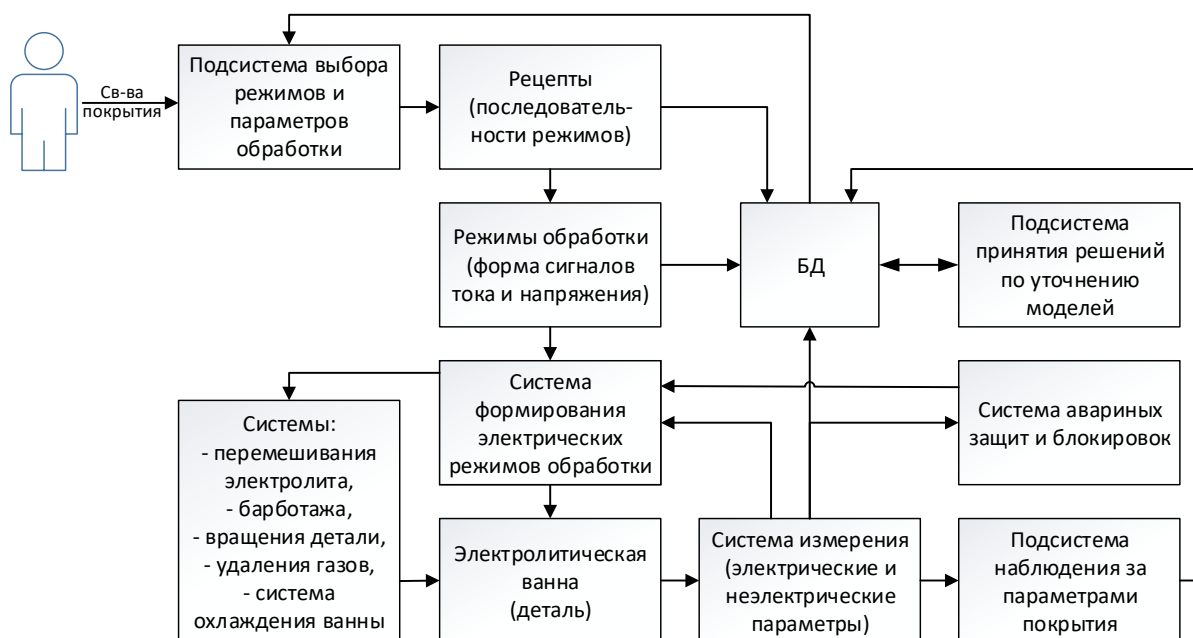 Св-ва
покрытия
Подсистема выбора
режимов и
параметров
обработки
Рецепты
(последователь-
ности режимов)
Режимы обработки
(форма сигналов
тока и напряжения)
БД
Подсистема
принятия решений
по уточнению
моделей
Система
формирования
электрических
режимов обработки
Система авариных
защит и блокировок
Системы:
- перемешивания
электролита,
- барботажа,
- вращения детали,
- удаления газов,
- система
охлаждения ванны
Электролитическая
ванна
(деталь)
Система измерения
(электрические и
неэлектрические
параметры)
Подсистема
наблюдения за
параметрами
покрытия